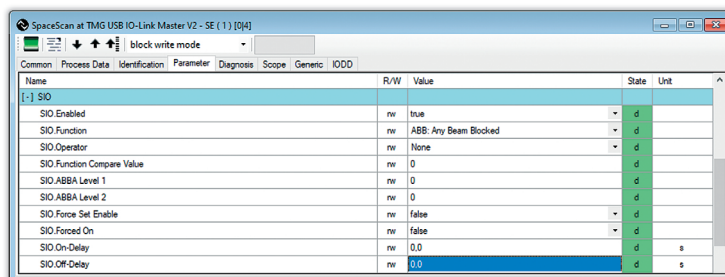 SpaceScan at TMG USB IO-Link Master V2 - SE ( 1 ) [0|4]
block write mode
Common Process Data Identification Parameter Diagnosis Scope Generic IODD
Name R/W Value State Unit
[-] SIO
SIO.Enabled rw true d
SIO.Function rw ABB: Any Beam Blocked d
SIO.Operator rw None d
SIO.Function Compare Value rw 0 d
SIO.ABBA Level 1 rw 0 d
SIO.ABBA Level 2 rw 0 d
SIO.Force Set Enable rw false d
SIO.Forced On rw false d
SIO.On-Delay rw 0,0 d s
SIO.Off-Delay rw 0.0 d s